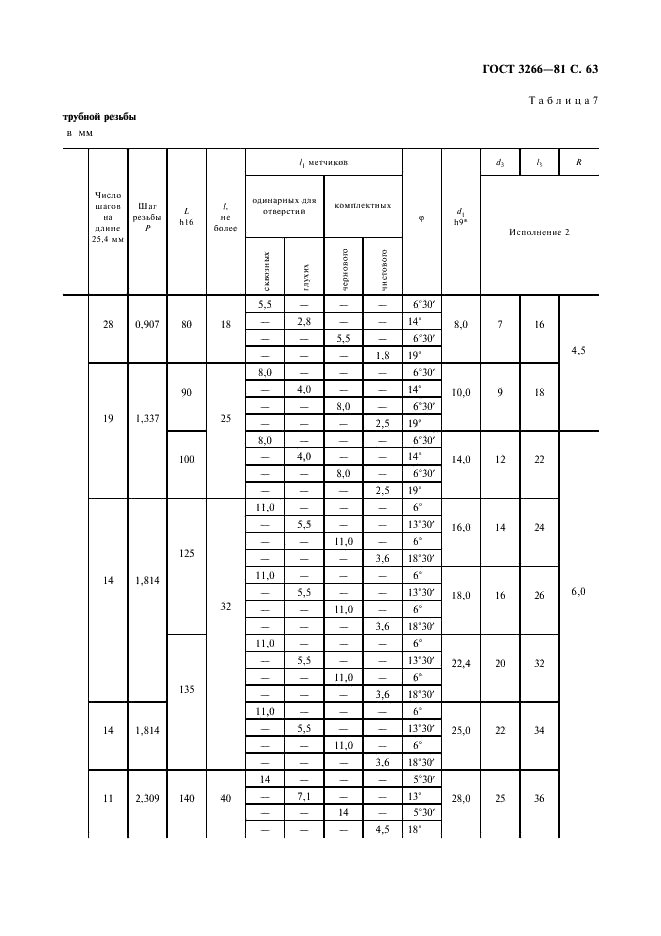 ГОСТ 3266—81 С. 63
Таблица 7
трубной резьбы
в мм
Число шагов на длине 25,4 мм | Шаг резьбы P | L h16 | l, не более | l₁ метчиков | φ | d₁ h9* | d₃ | l₅ | R
одинарных для отверстий | комплектных | Исполнение 2
сквозных | глухих | чернового | чистового
28 | 0,907 | 80 | 18 | 5,5 | — | — | — | 6°30′ | 8,0 | 7 | 16 | 4,5
— | 2,8 | — | — | 14°
— | — | 5,5 | — | 6°30′
— | — | — | 1,8 | 19°
19 | 1,337 | 90 | 25 | 8,0 | — | — | — | 6°30′ | 10,0 | 9 | 18
— | 4,0 | — | — | 14°
— | — | 8,0 | — | 6°30′
— | — | — | 2,5 | 19°
100 | 8,0 | — | — | — | 6°30′ | 14,0 | 12 | 22 | 6,0
— | 4,0 | — | — | 14°
— | — | 8,0 | — | 6°30′
— | — | — | 2,5 | 19°
14 | 1,814 | 125 | 32 | 11,0 | — | — | — | 6° | 16,0 | 14 | 24
— | 5,5 | — | — | 13°30′
— | — | 11,0 | — | 6°
— | — | — | 3,6 | 18°30′
11,0 | — | — | — | 6° | 18,0 | 16 | 26
— | 5,5 | — | — | 13°30′
— | — | 11,0 | — | 6°
— | — | — | 3,6 | 18°30′
135 | 11,0 | — | — | — | 6° | 22,4 | 20 | 32
— | 5,5 | — | — | 13°30′
— | — | 11,0 | — | 6°
— | — | — | 3,6 | 18°30′
14 | 1,814 | 11,0 | — | — | — | 6° | 25,0 | 22 | 34
— | 5,5 | — | — | 13°30′
— | — | 11,0 | — | 6°
— | — | — | 3,6 | 18°30′
11 | 2,309 | 140 | 40 | 14 | — | — | — | 5°30′ | 28,0 | 25 | 36
— | 7,1 | — | — | 13°
— | — | 14 | — | 5°30′
— | — | — | 4,5 | 18°